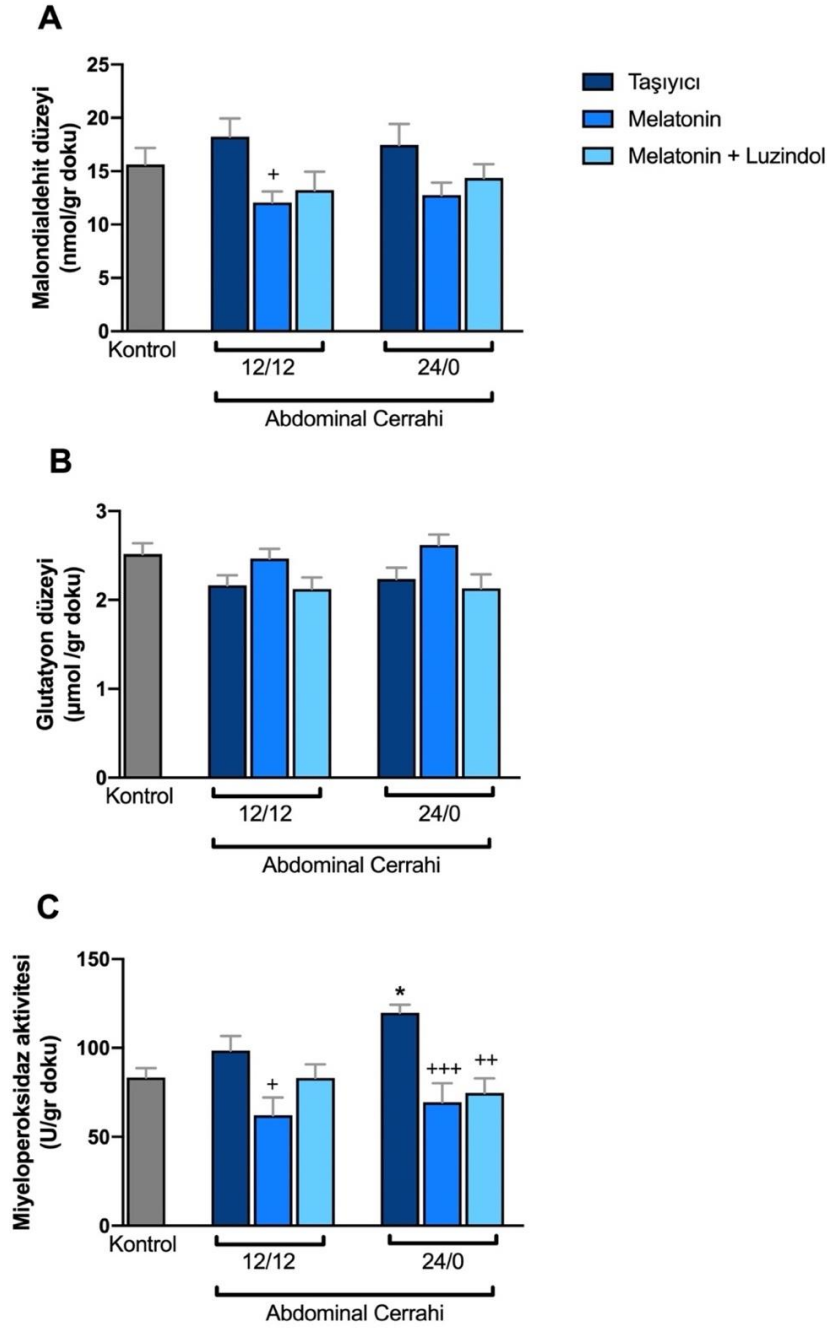 A
Malondialdehit düzeyi
(nmol/gr doku)
25
20
15
10
5
0
+
Kontrol
12/12
24/0
Abdominal Cerrahi
Taşıyıcı
Melatonin
Melatonin + Luzindol
B
Glutatyon düzeyi
(µmol /gr doku)
3
2
1
0
Kontrol
12/12
24/0
Abdominal Cerrahi
C
Miyeloperoksidaz aktivitesi
(U/gr doku)
150
100
50
0
+
*
+++
++
Kontrol
12/12
24/0
Abdominal Cerrahi